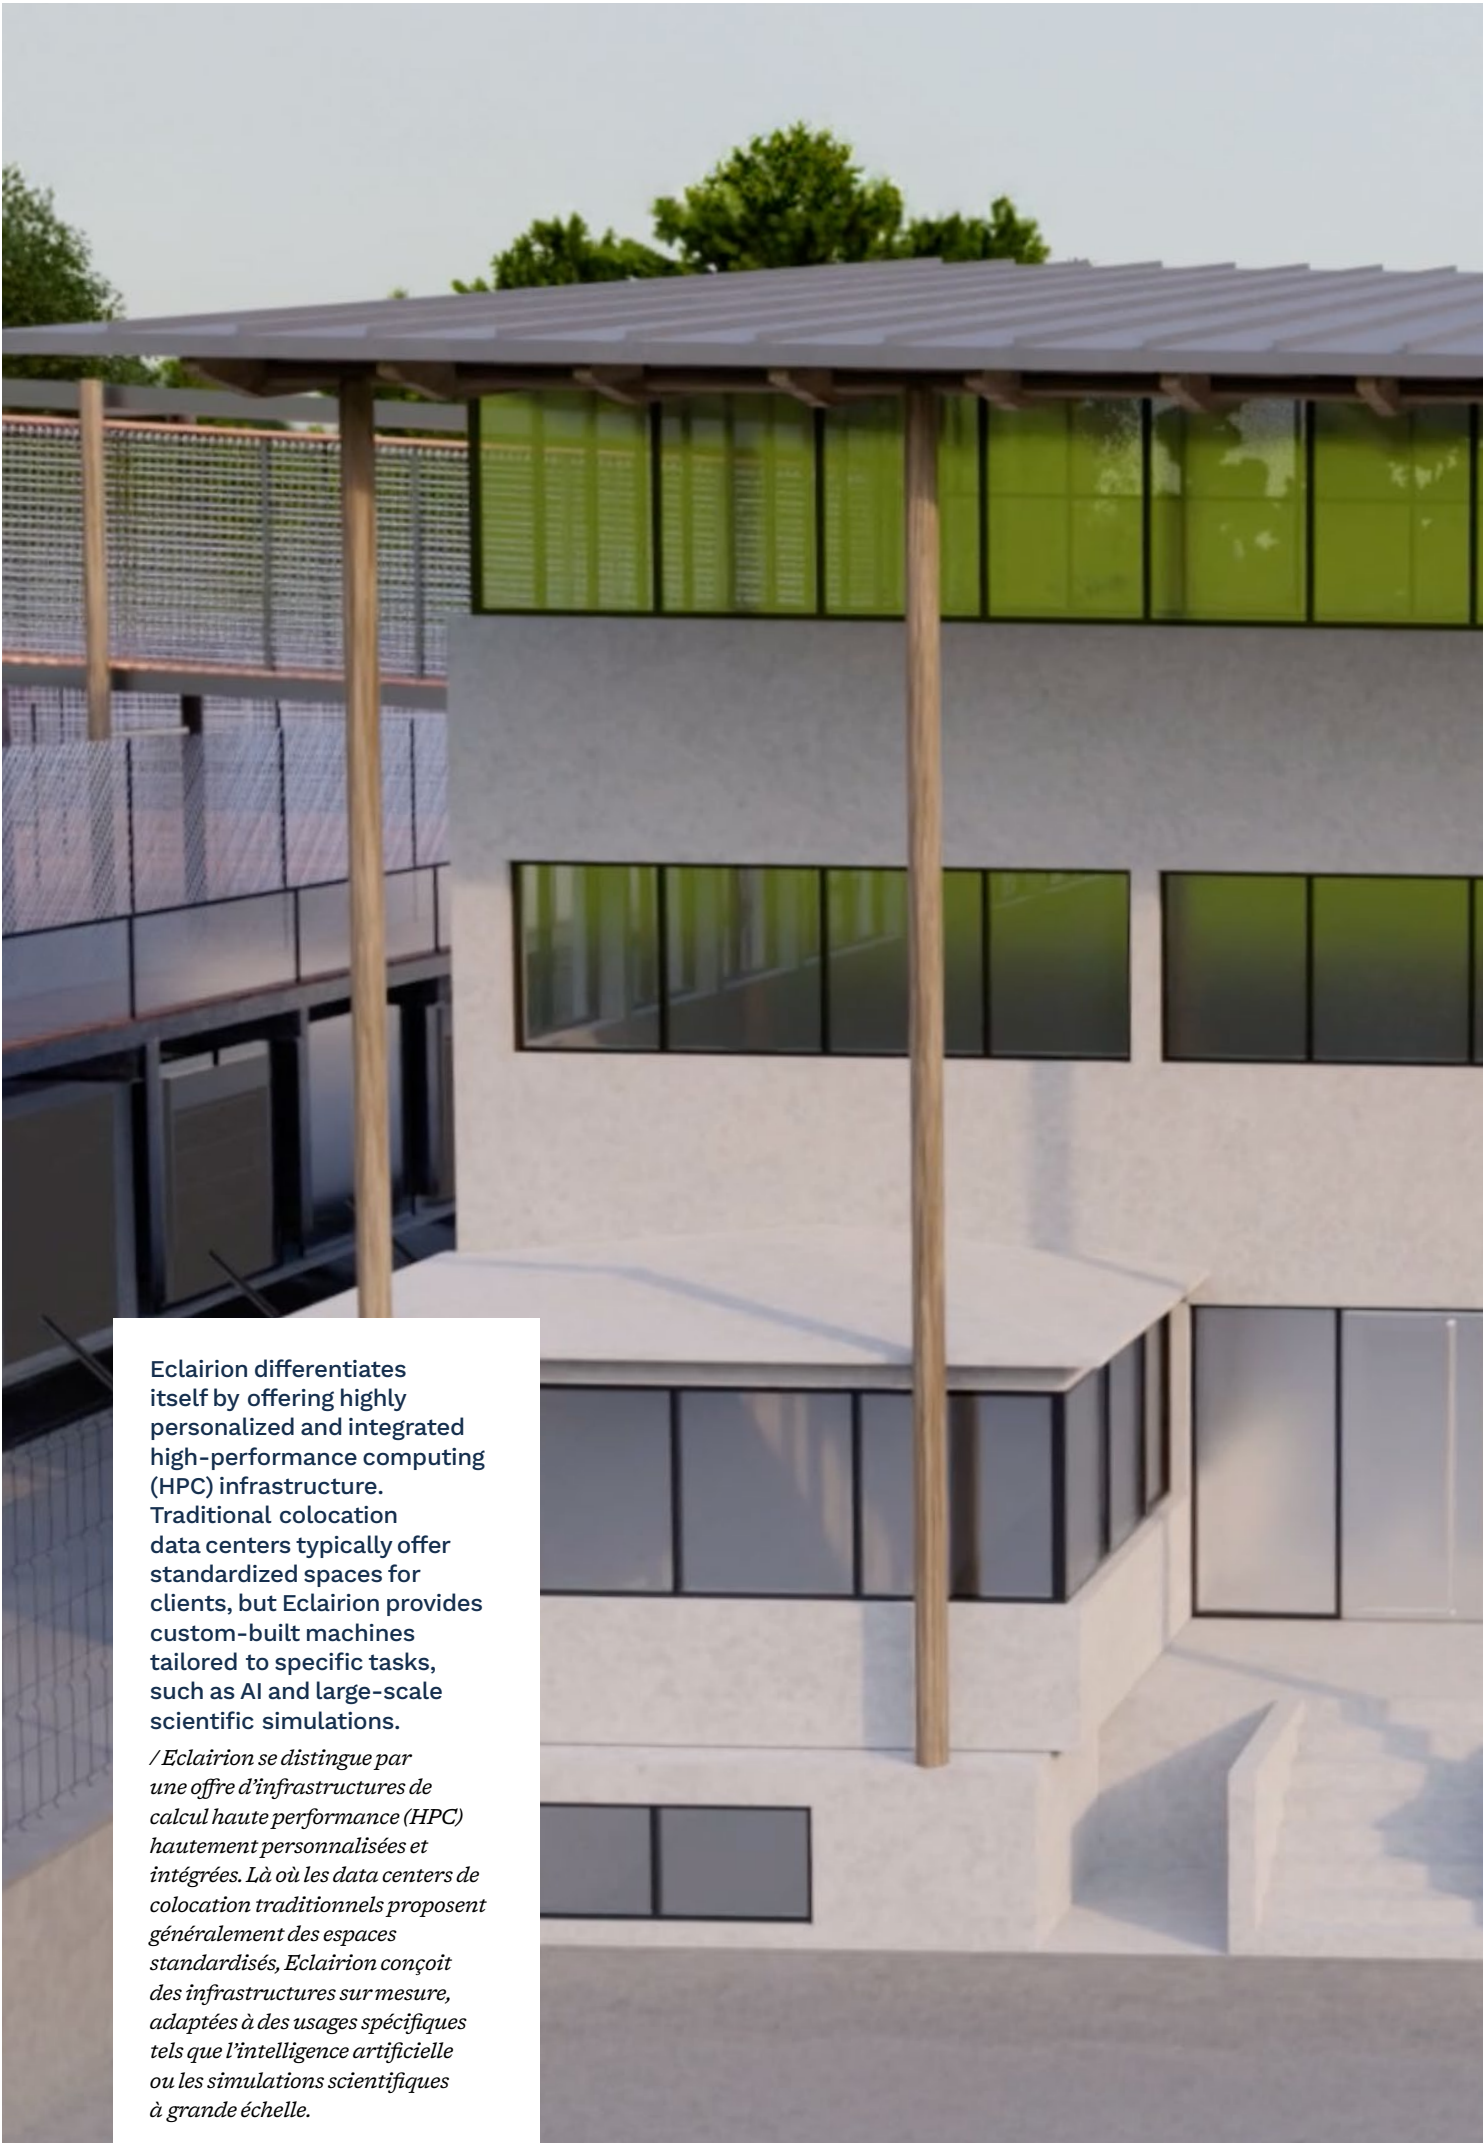 Eclairion differentiates
itself by offering highly
personalized and integrated
high-performance computing
(HPC) infrastructure.
Traditional colocation
data centers typically offer
standardized spaces for
clients, but Eclairion provides
custom-built machines
tailored to specific tasks,
such as AI and large-scale
scientific simulations.
/ Eclairion se distingue par
une offre d’infrastructures de
calcul haute performance (HPC)
hautement personnalisées et
intégrées. Là où les data centers de
colocation traditionnels proposent
généralement des espaces
standardisés, Eclairion conçoit
des infrastructures sur mesure,
adaptées à des usages spécifiques
tels que l’intelligence artificielle
ou les simulations scientifiques
à grande échelle.